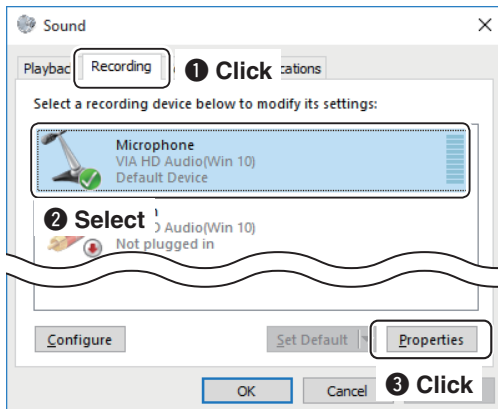 Sound
Playbac Recording ❶ Click cations
Select a recording device below to modify its settings:
Microphone
VIA HD Audio(Win 10)
Default Device
❷ Select
D Audio(Win 10)
Not plugged in
Configure Set Default Properties
OK Cancel ❸ Click